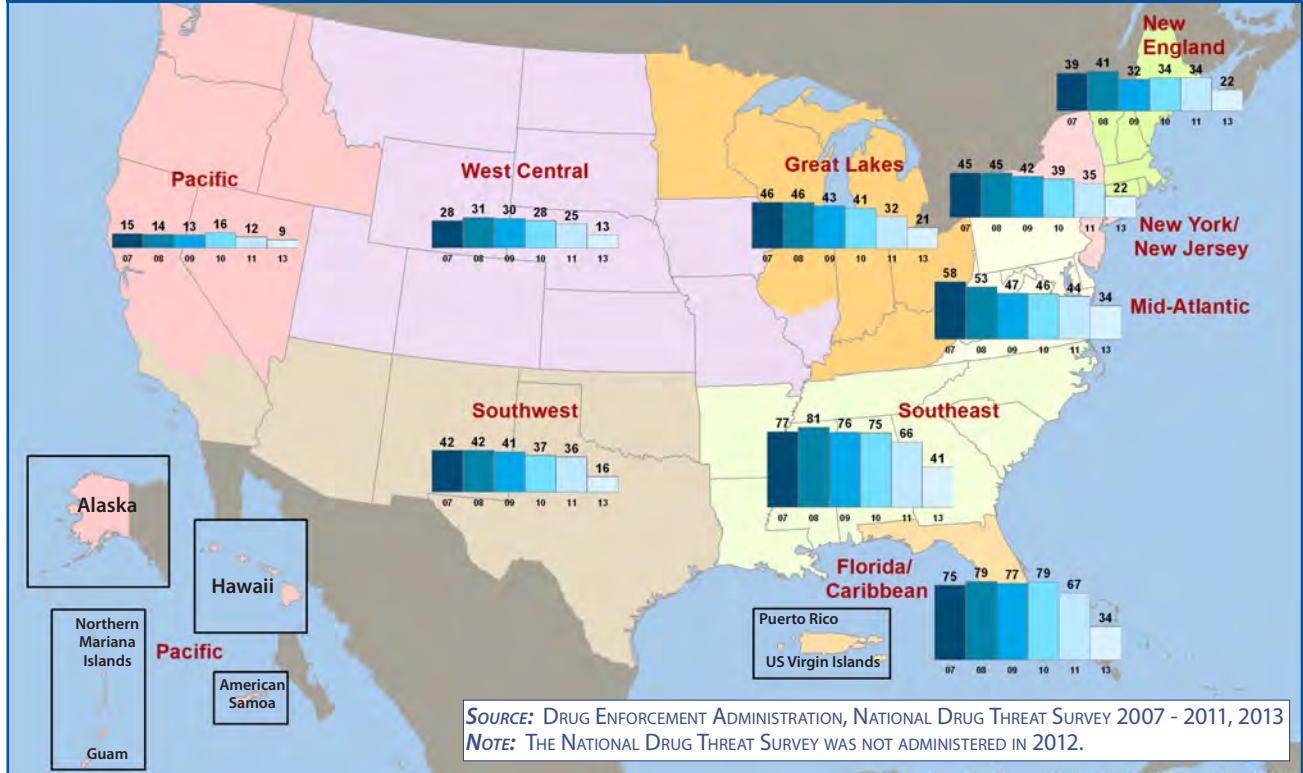 New
England
39 41 32 34 34 22
07 08 09 10 11 13
Pacific
15 14 13 16 12 9
07 08 09 10 11 13
West Central
28 31 30 28 25 13
07 08 09 10 11 13
Great Lakes
46 46 43 41 32 21
07 08 09 10 11 13
45 45 42 39 35 22
07 08 09 10 11 13
New York/
New Jersey
58 53 47 46 44 34
07 08 09 10 11 13
Mid-Atlantic
Southwest
42 42 41 37 36 16
07 08 09 10 11 13
Southeast
77 81 76 75 66 41
07 08 09 10 11 13
Florida/
Caribbean
75 79 77 79 67 34
07 08 09 10 11 13
Alaska
Hawaii
Northern
Mariana
Islands
Guam
Pacific
American
Samoa
Puerto Rico
US Virgin Islands
SOURCE: DRUG ENFORCEMENT ADMINISTRATION, NATIONAL DRUG THREAT SURVEY 2007 - 2011, 2013
NOTE: THE NATIONAL DRUG THREAT SURVEY WAS NOT ADMINISTERED IN 2012.